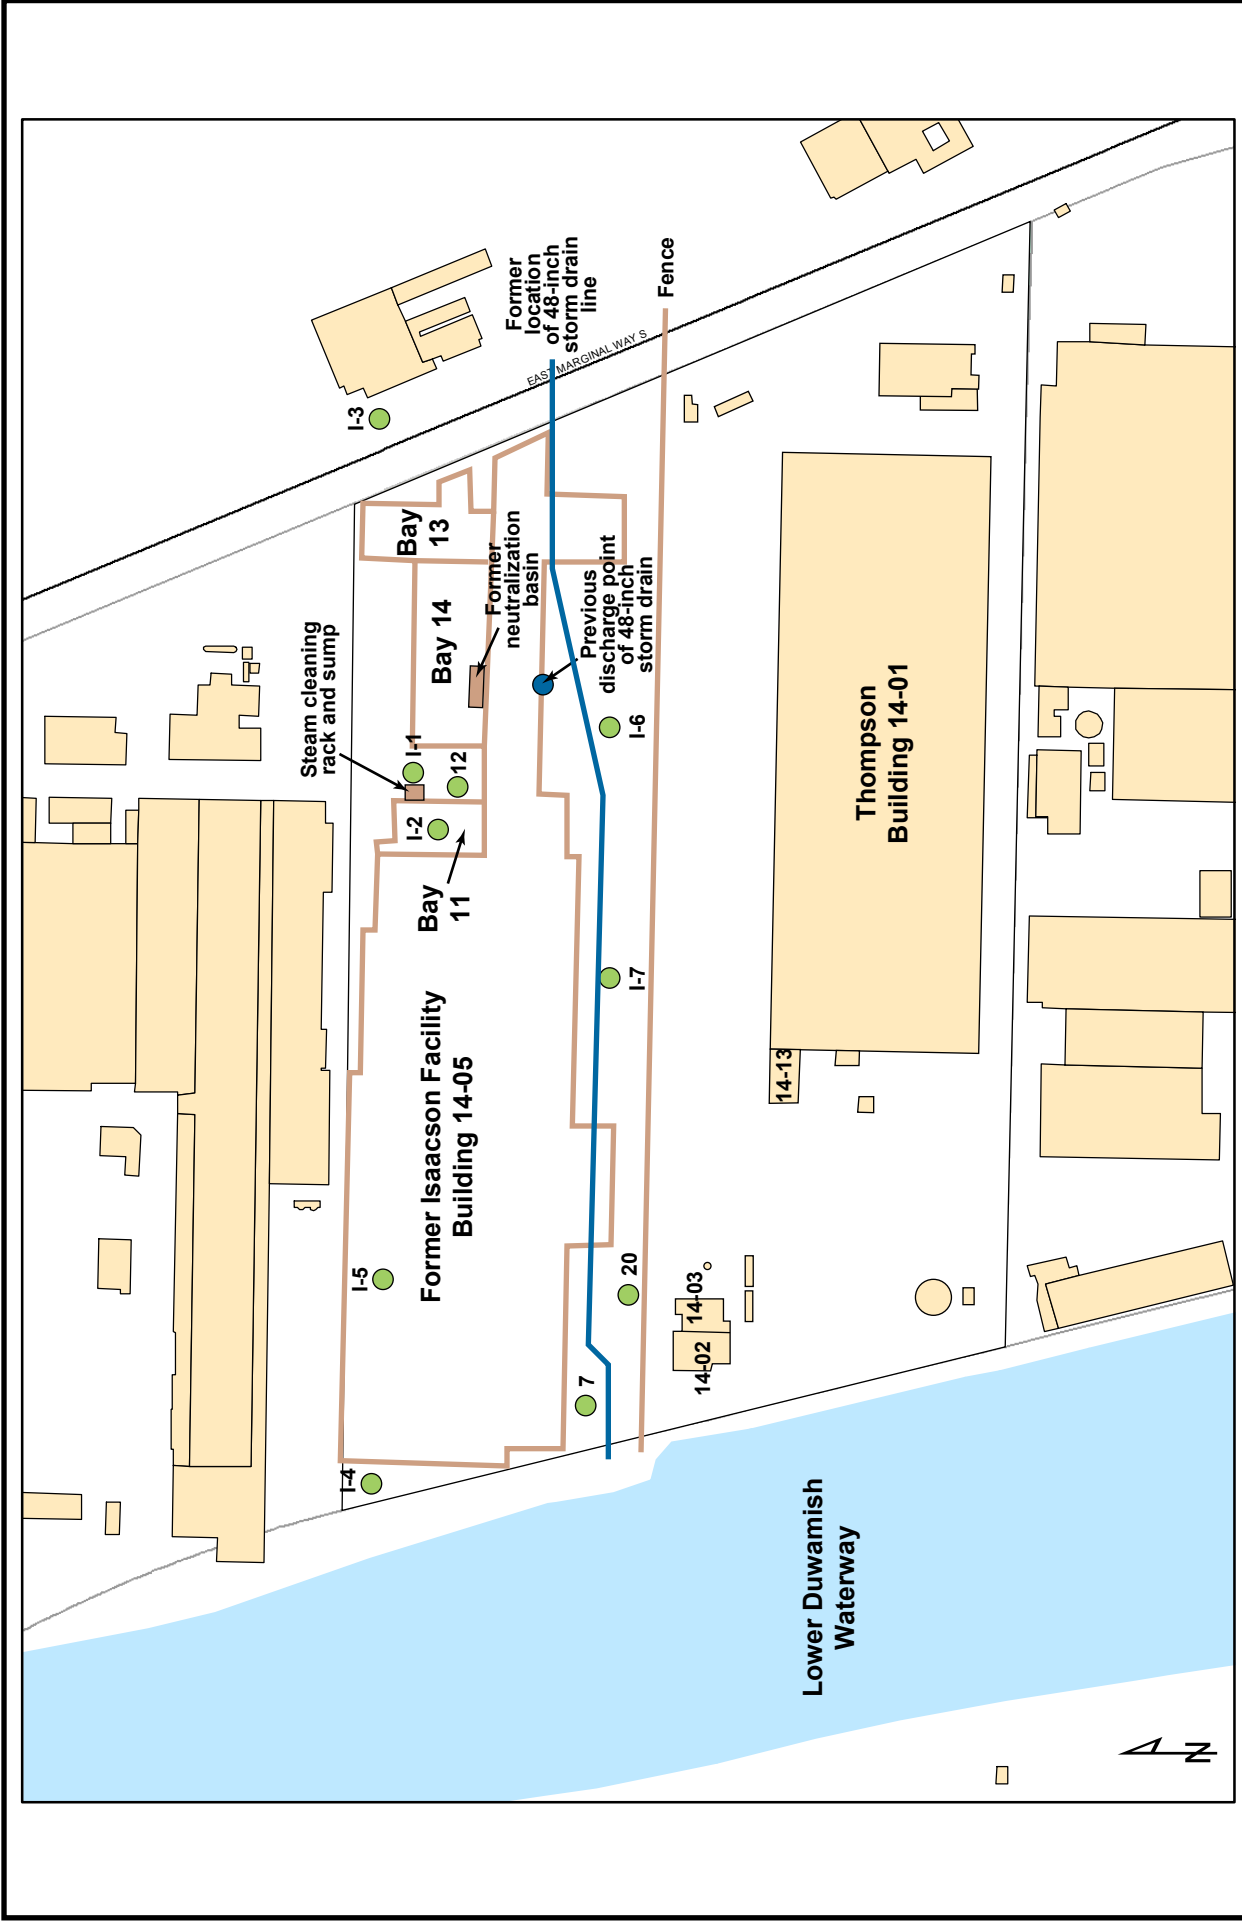 I-3
Former
location
of 48-inch
storm drain
line
Fence
EAST MARGINAL WAY S
Bay
13
Former
neutralization
basin
Bay 14
Previous
discharge point
of 48-inch
storm drain
Steam cleaning
rack and sump
I-1
12
I-2
Bay
11
I-6
I-7
Thompson
Building 14-01
14-13
Former Isaacson Facility
Building 14-05
I-5
20
7
14-03
14-02
I-4
Lower Duwamish
Waterway
N